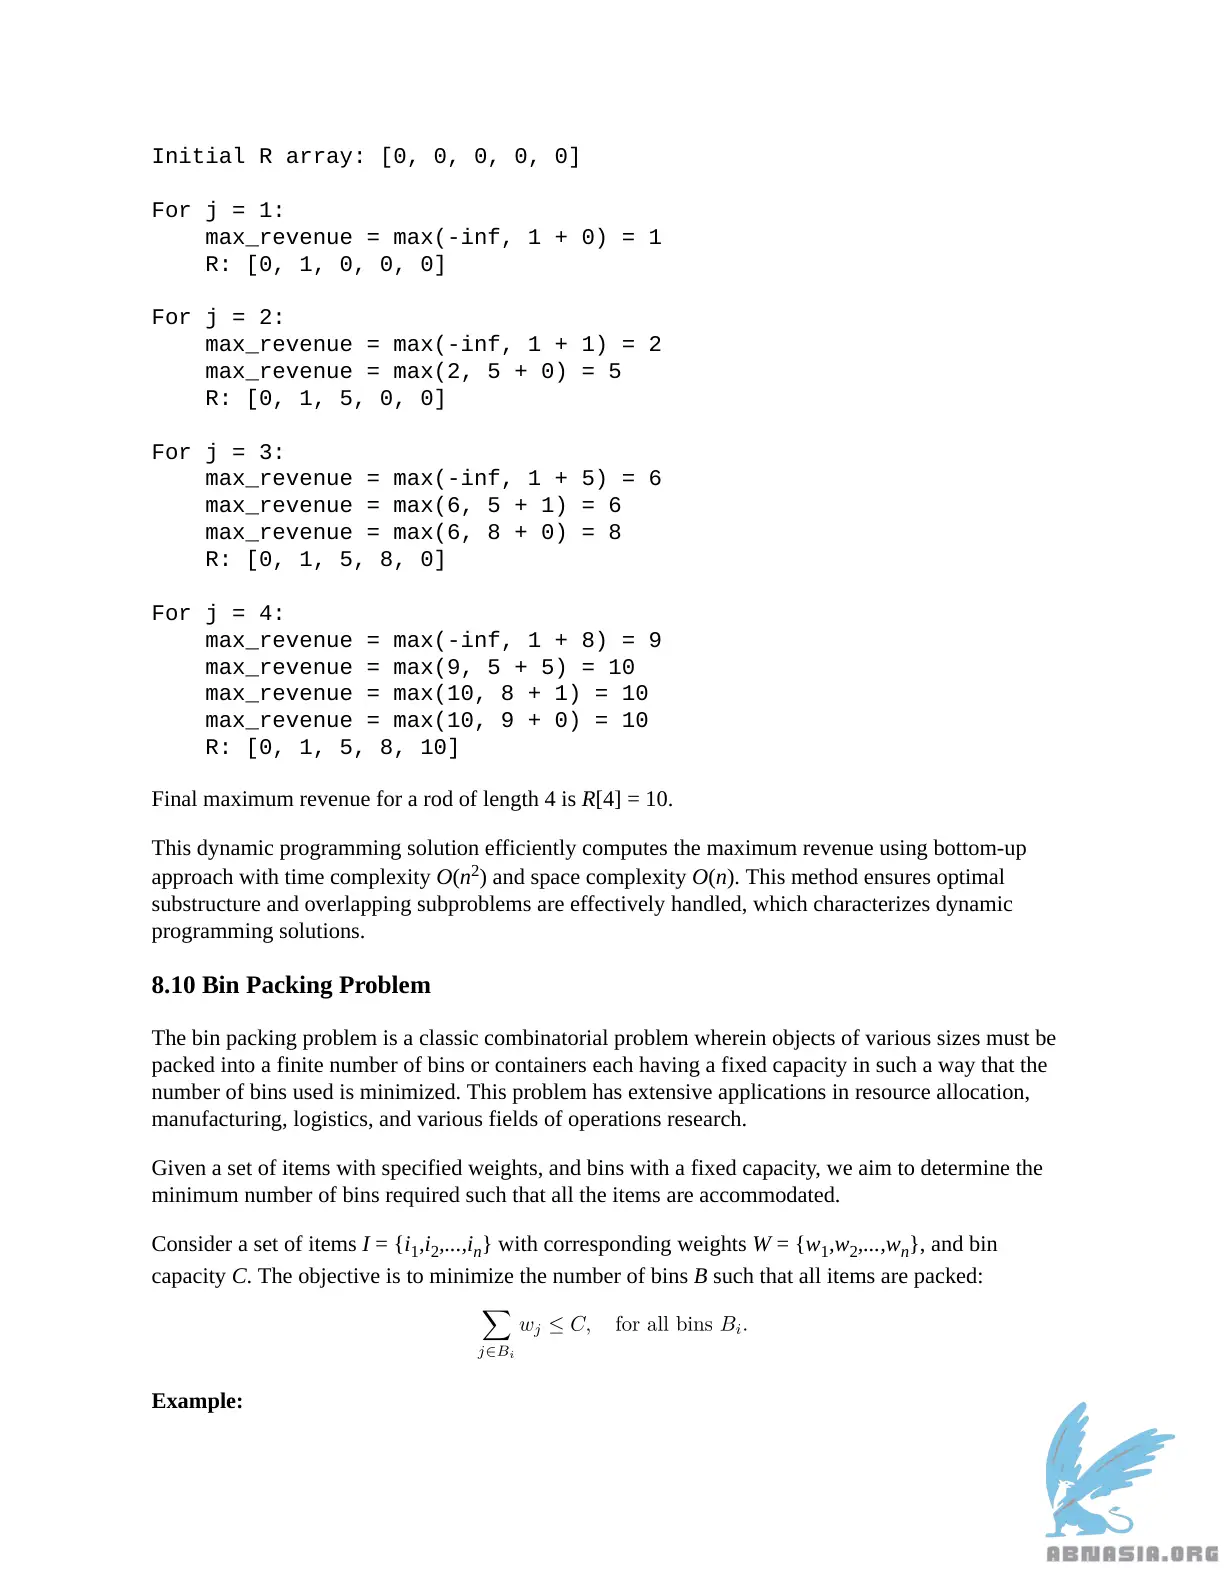 Initial R array: [0, 0, 0, 0, 0]
For j = 1:
    max_revenue = max(-inf, 1 + 0) = 1
    R: [0, 1, 0, 0, 0]
For j = 2:
    max_revenue = max(-inf, 1 + 1) = 2
    max_revenue = max(2, 5 + 0) = 5
    R: [0, 1, 5, 0, 0]
For j = 3:
    max_revenue = max(-inf, 1 + 5) = 6
    max_revenue = max(6, 5 + 1) = 6
    max_revenue = max(6, 8 + 0) = 8
    R: [0, 1, 5, 8, 0]
For j = 4:
    max_revenue = max(-inf, 1 + 8) = 9
    max_revenue = max(9, 5 + 5) = 10
    max_revenue = max(10, 8 + 1) = 10
    max_revenue = max(10, 9 + 0) = 10
    R: [0, 1, 5, 8, 10]
Final maximum revenue for a rod of length 4 is R[4] = 10.
This dynamic programming solution efficiently computes the maximum revenue using bottom-up
approach with time complexity O(n²) and space complexity O(n). This method ensures optimal
substructure and overlapping subproblems are effectively handled, which characterizes dynamic
programming solutions.
8.10 Bin Packing Problem
The bin packing problem is a classic combinatorial problem wherein objects of various sizes must be
packed into a finite number of bins or containers each having a fixed capacity in such a way that the
number of bins used is minimized. This problem has extensive applications in resource allocation,
manufacturing, logistics, and various fields of operations research.
Given a set of items with specified weights, and bins with a fixed capacity, we aim to determine the
minimum number of bins required such that all the items are accommodated.
Consider a set of items I = {i₁,i₂,...,iₙ} with corresponding weights W = {w₁,w₂,...,wₙ}, and bin
capacity C. The objective is to minimize the number of bins B such that all items are packed:
∑_{j∈B_i} w_j ≤ C, for all bins B_i.
Example:
ABNASIA.ORG